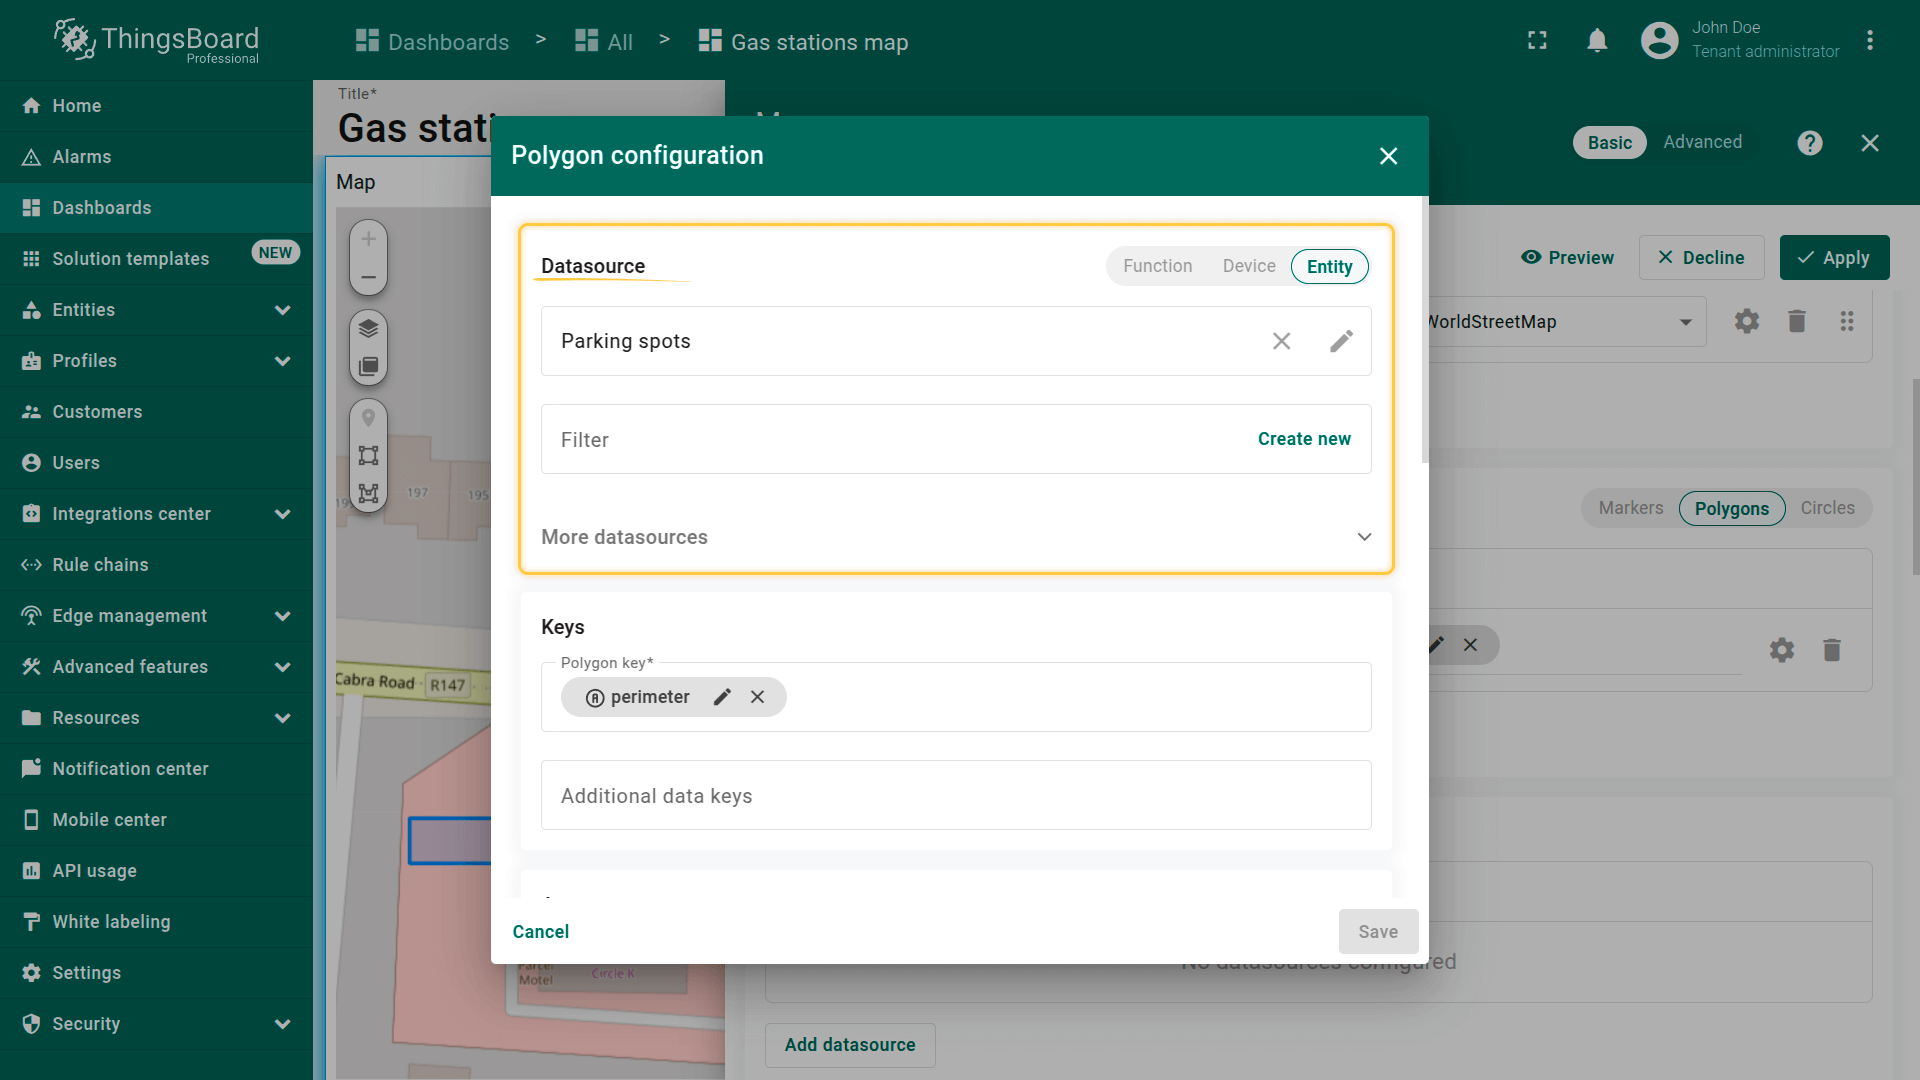 ThingsBoard
Professional
Dashboards > All > Gas stations map
John Doe
Tenant administrator
Home
Alarms
Dashboards
Solution templates
NEW
Entities
Profiles
Customers
Users
Integrations center
Rule chains
Edge management
Advanced features
Resources
Notification center
Mobile center
API usage
White labeling
Settings
Security
Title*
Gas stati
Map
197
195
Cabra Road
R147
Motel
Circle K
Polygon configuration
Datasource
Function
Device
Entity
Parking spots
Filter
Create new
More datasources
Keys
Polygon key*
perimeter
Additional data keys
Cancel
Save
Basic
Advanced
Preview
Decline
Apply
WorldStreetMap
Markers
Polygons
Circles
No datasources configured
Add datasource